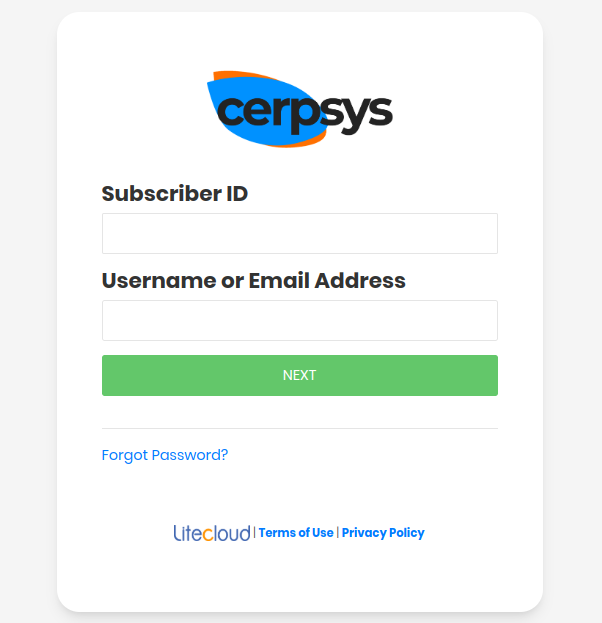 cerpsys
Subscriber ID
Username or Email Address
NEXT
Forgot Password?
Litecloud | Terms of Use | Privacy Policy